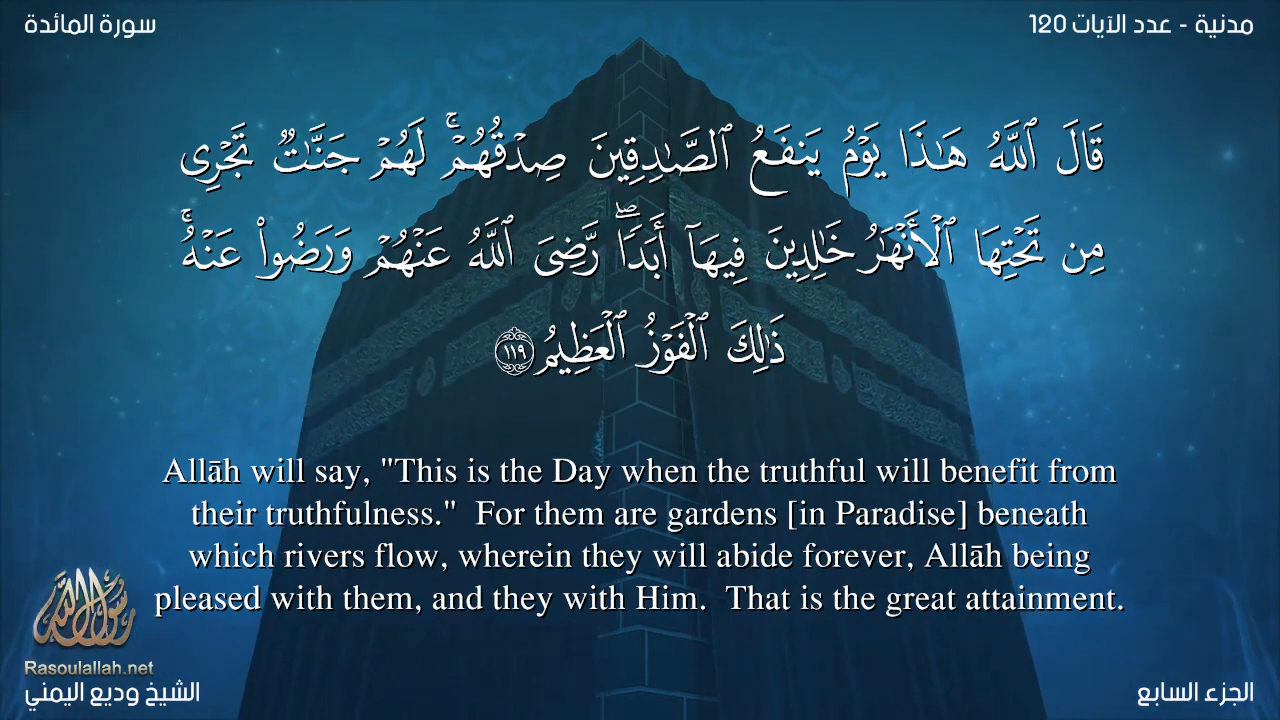 سورة المائدة
مدنية - عدد الآيات 120
قَالَ ٱللَّهُ هَـٰذَا يَوْمُ يَنفَعُ ٱلصَّـٰدِقِينَ صِدْقُهُمْ ۚ لَهُمْ جَنَّـٰتٌ تَجْرِى
مِن تَحْتِهَا ٱلْأَنْهَـٰرُ خَـٰلِدِينَ فِيهَآ أَبَدًا ۖ رَّضِىَ ٱللَّهُ عَنْهُمْ وَرَضُوا۟ عَنْهُ ۚ
ذَٰلِكَ ٱلْفَوْزُ ٱلْعَظِيمُ ١١٩
Allāh will say, "This is the Day when the truthful will benefit from
their truthfulness."  For them are gardens [in Paradise] beneath
which rivers flow, wherein they will abide forever, Allāh being
pleased with them, and they with Him.  That is the great attainment.
رسول الله
Rasoulallah.net
الشيخ وديع اليمني
الجزء السابع